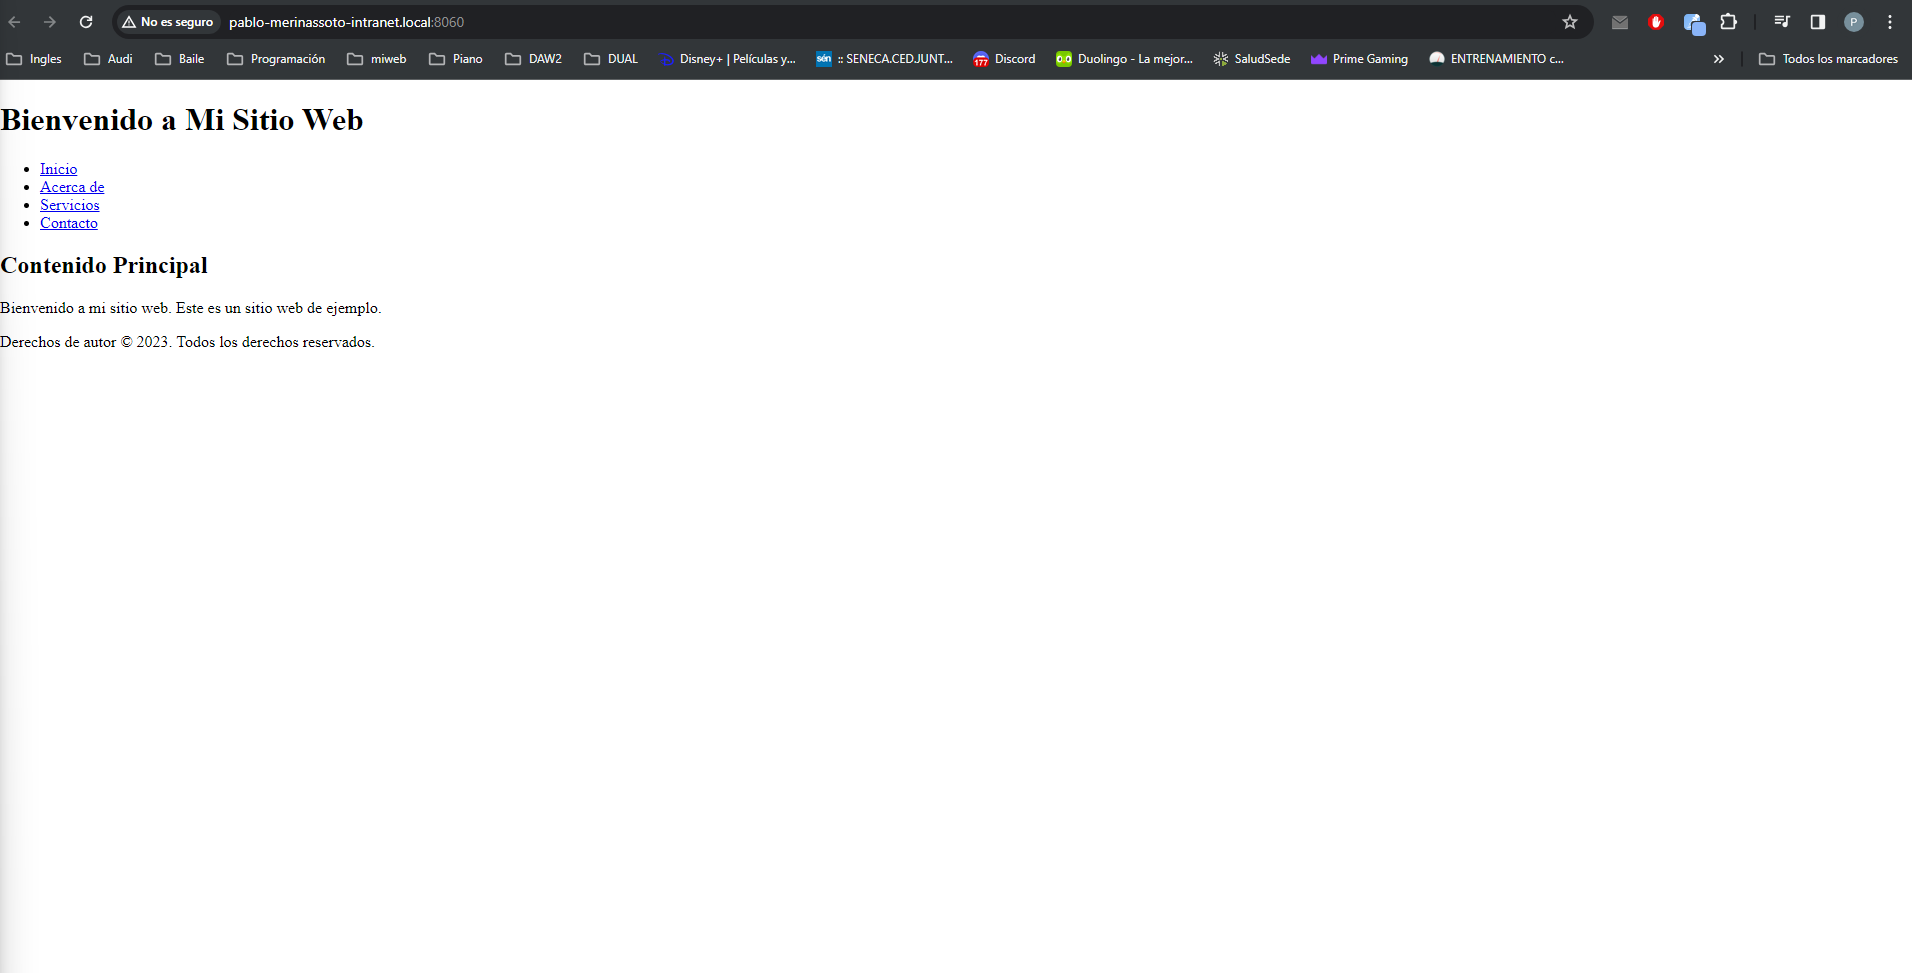 No es seguro pablo-merinassoto-intranet.local:8060 P
Ingles Audi Baile Programación miweb Piano DAW2 DUAL Disney+ | Películas y... sén :: SENECA.CED.JUNT... 177 Discord Duolingo - La mejor... SaludSede Prime Gaming ENTRENAMIENTO c... » Todos los marcadores
Bienvenido a Mi Sitio Web
Inicio
Acerca de
Servicios
Contacto
Contenido Principal
Bienvenido a mi sitio web. Este es un sitio web de ejemplo.
Derechos de autor © 2023. Todos los derechos reservados.